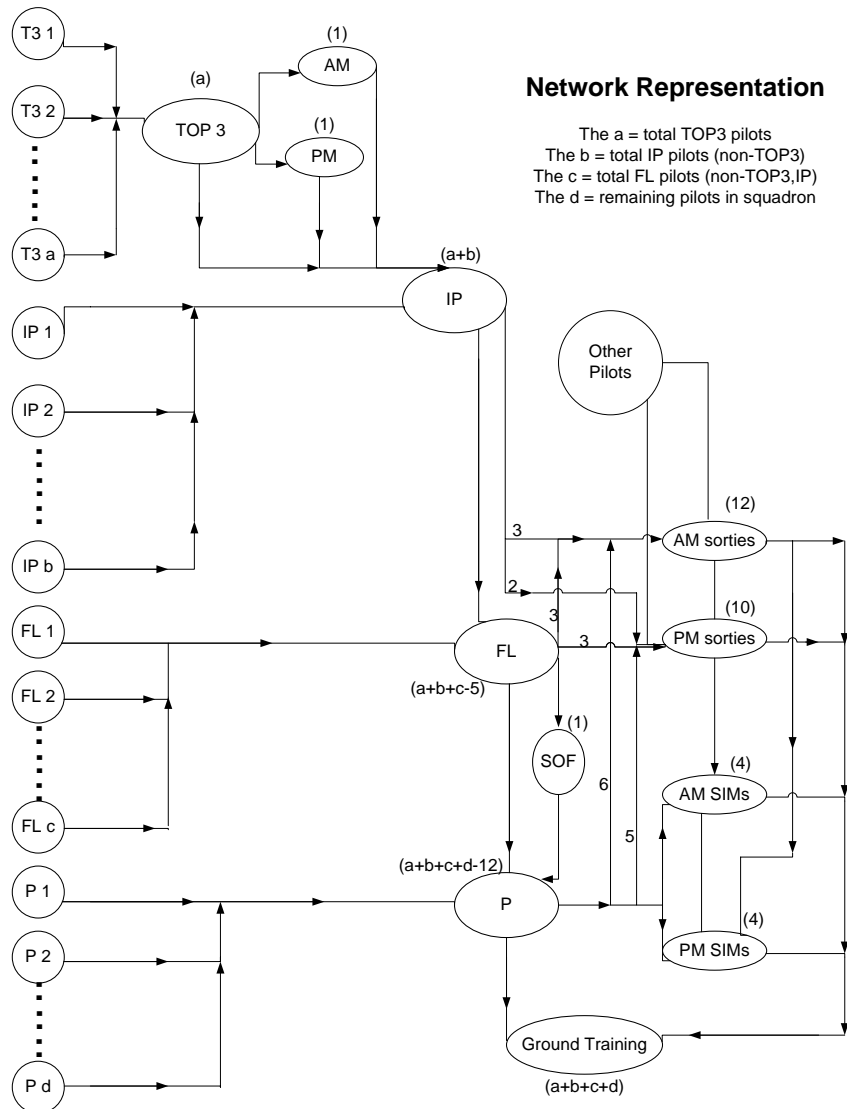 Network Representation
The a = total TOP3 pilots
The b = total IP pilots (non-TOP3)
The c = total FL pilots (non-TOP3,IP)
The d = remaining pilots in squadron
T3 1
T3 2
T3 a
(a)
TOP 3
(1)
AM
(1)
PM
(a+b)
IP
IP 1
IP 2
IP b
Other
Pilots
(12)
AM sorties
(10)
PM sorties
3
2
3
3
FL 1
FL 2
FL c
FL
(a+b+c-5)
(1)
SOF
6
5
(4)
AM SIMs
(4)
PM SIMs
(a+b+c+d-12)
P
P 1
P 2
P d
Ground Training
(a+b+c+d)